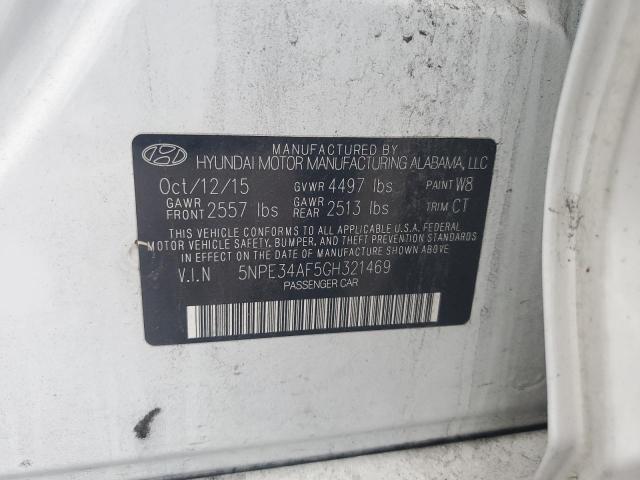 MANUFACTURED BY
HYUNDAI MOTOR MANUFACTURING ALABAMA, LLC
Oct/12/15 GVWR 4497 lbs PAINT W8
GAWR FRONT 2557 lbs GAWR REAR 2513 lbs TRIM CT
THIS VEHICLE CONFORMS TO ALL APPLICABLE U.S.A. FEDERAL
MOTOR VEHICLE SAFETY, BUMPER, AND THEFT PREVENTION
STANDARDS IN EFFECT ON THE DATE OF MANUFACTURE SHOWN ABOVE
V.I.N 5NPE34AF5GH321469
PASSENGER CAR